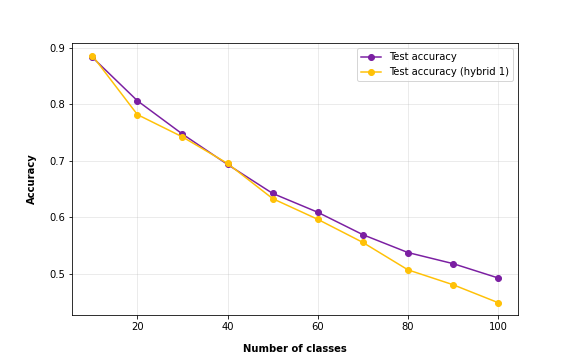 Test accuracy
Test accuracy (hybrid 1)
Accuracy
0.9
0.8
0.7
0.6
0.5
20 40 60 80 100
Number of classes